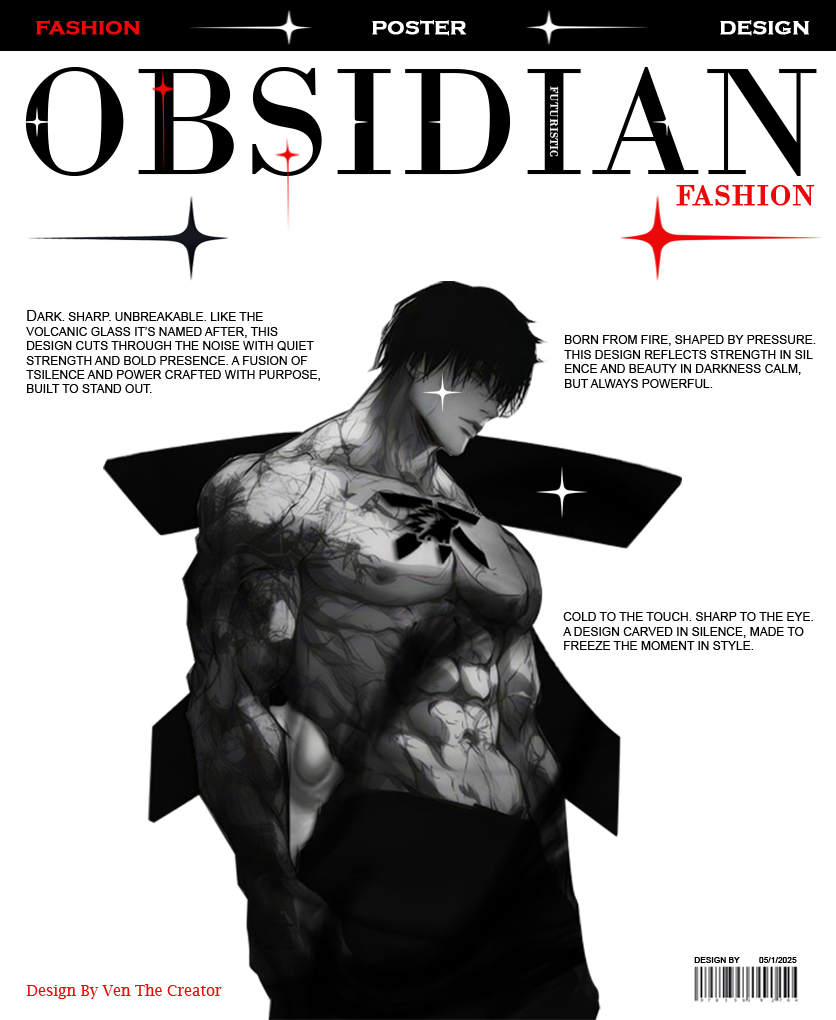 FASHION POSTER DESIGN
OBSIDIAN
FUTURISTIC
FASHION
DARK. SHARP. UNBREAKABLE. LIKE THE
VOLCANIC GLASS IT'S NAMED AFTER, THIS
DESIGN CUTS THROUGH THE NOISE WITH QUIET
STRENGTH AND BOLD PRESENCE. A FUSION OF
TSILENCE AND POWER CRAFTED WITH PURPOSE,
BUILT TO STAND OUT.
BORN FROM FIRE, SHAPED BY PRESSURE.
THIS DESIGN REFLECTS STRENGTH IN SIL
ENCE AND BEAUTY IN DARKNESS CALM,
BUT ALWAYS POWERFUL.
COLD TO THE TOUCH. SHARP TO THE EYE.
A DESIGN CARVED IN SILENCE, MADE TO
FREEZE THE MOMENT IN STYLE.
DESIGN BY 05/1/2025
Design By Ven The Creator